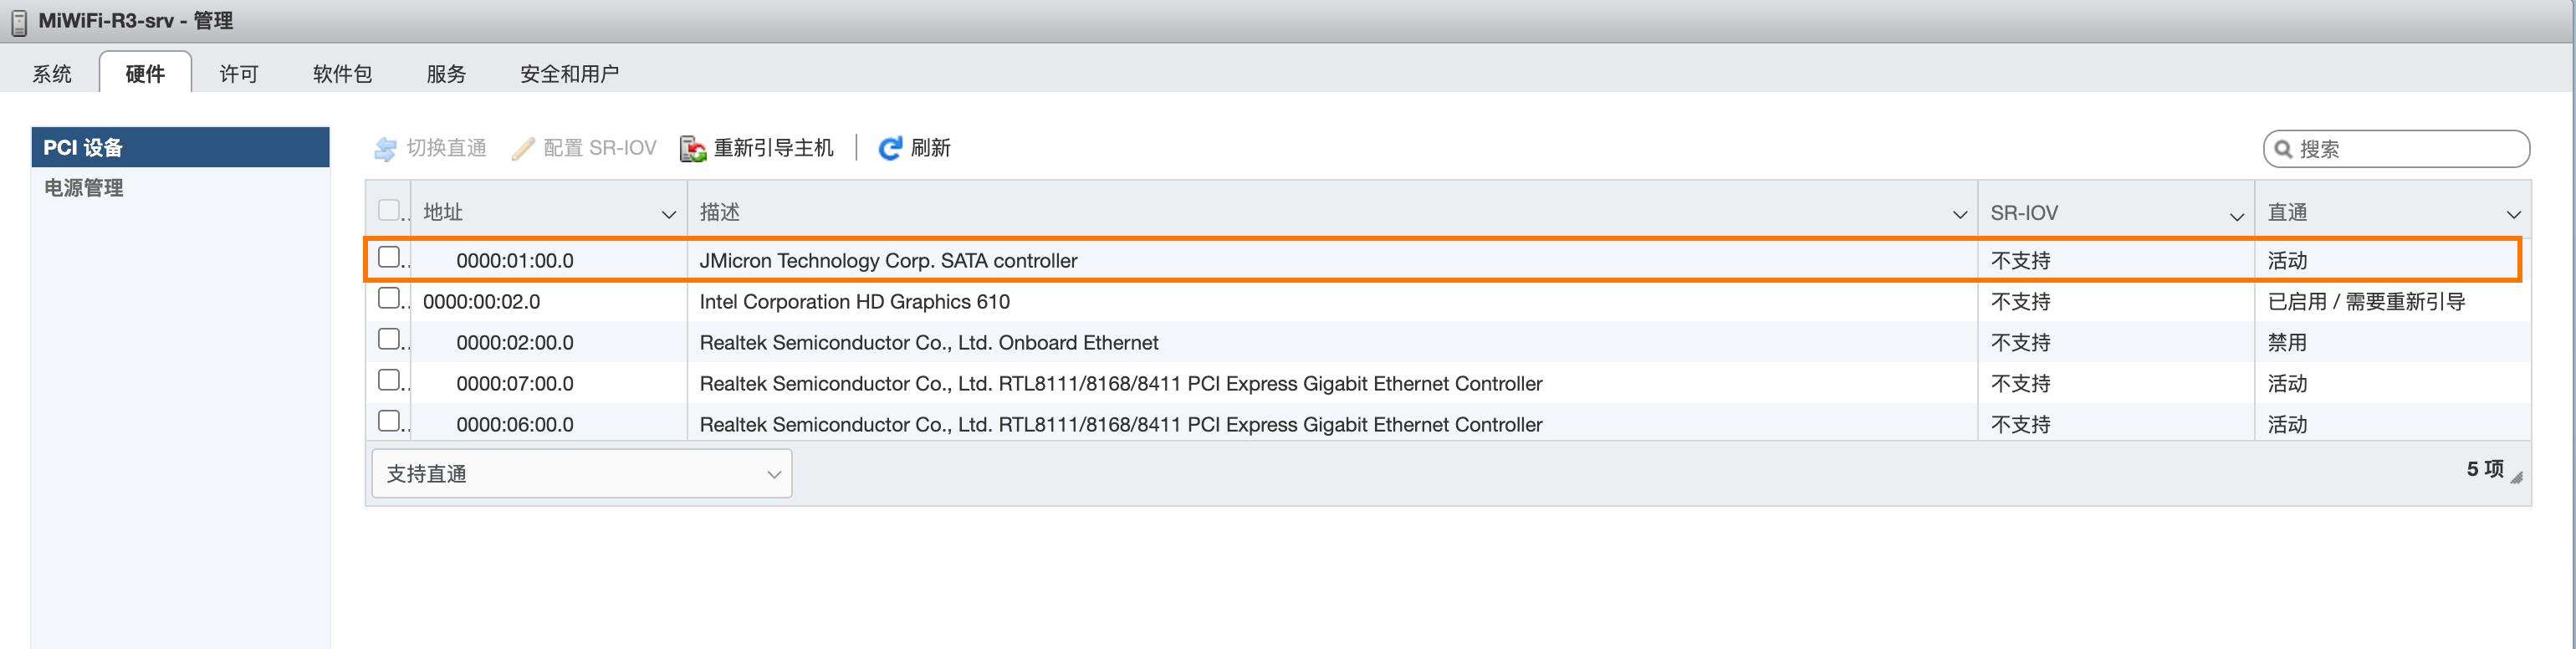 MiWiFi-R3-srv - 管理
系统 硬件 许可 软件包 服务 安全和用户
PCI 设备
电源管理
切换直通 配置 SR-IOV 重新引导主机 刷新 搜索
地址 描述 SR-IOV 直通
0000:01:00.0 JMicron Technology Corp. SATA controller 不支持 活动
0000:00:02.0 Intel Corporation HD Graphics 610 不支持 已启用 / 需要重新引导
0000:02:00.0 Realtek Semiconductor Co., Ltd. Onboard Ethernet 不支持 禁用
0000:07:00.0 Realtek Semiconductor Co., Ltd. RTL8111/8168/8411 PCI Express Gigabit Ethernet Controller 不支持 活动
0000:06:00.0 Realtek Semiconductor Co., Ltd. RTL8111/8168/8411 PCI Express Gigabit Ethernet Controller 不支持 活动
支持直通 5 项